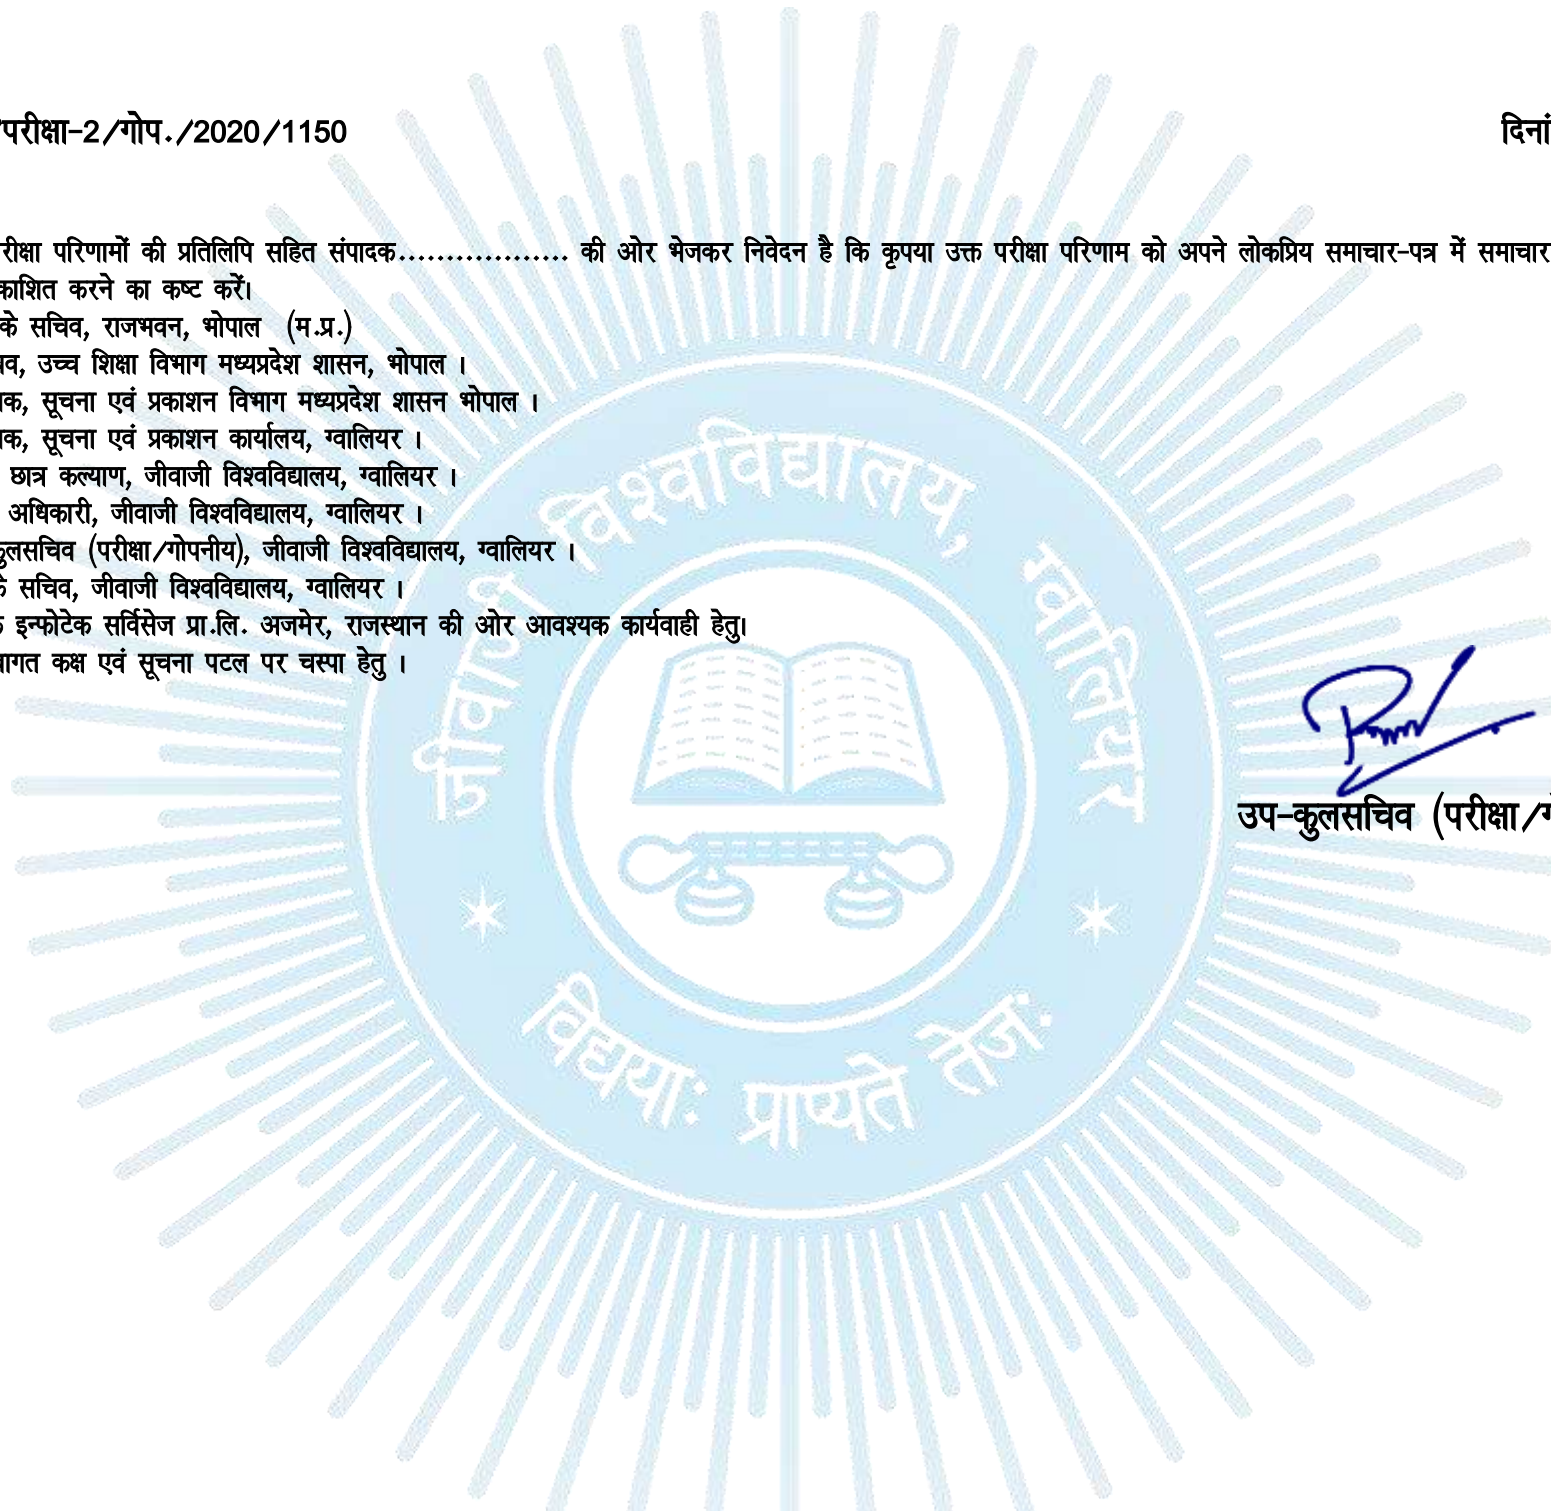 परीक्षा-2/गोप./2020/1150
दिनां
रीक्षा परिणामों की प्रतिलिपि सहित संपादक.................. की ओर भेजकर निवेदन है कि कृपया उक्त परीक्षा परिणाम को अपने लोकप्रिय समाचार-पत्र में समाचार
काशित करने का कष्ट करें।
के सचिव, राजभवन, भोपाल (म.प्र.)
व, उच्च शिक्षा विभाग मध्यप्रदेश शासन, भोपाल ।
क, सूचना एवं प्रकाशन विभाग मध्यप्रदेश शासन भोपाल ।
क, सूचना एवं प्रकाशन कार्यालय, ग्वालियर ।
छात्र कल्याण, जीवाजी विश्वविद्यालय, ग्वालियर ।
अधिकारी, जीवाजी विश्वविद्यालय, ग्वालियर ।
कुलसचिव (परीक्षा/गोपनीय), जीवाजी विश्वविद्यालय, ग्वालियर ।
के सचिव, जीवाजी विश्वविद्यालय, ग्वालियर ।
इन्फोटेक सर्विसेज प्रा.लि. अजमेर, राजस्थान की ओर आवश्यक कार्यवाही हेतु।
वागत कक्ष एवं सूचना पटल पर चस्पा हेतु ।
उप-कुलसचिव (परीक्षा/ग
जीवाजी विश्वविद्यालय, ग्वालियर
विद्यया: प्राप्यते तेज: